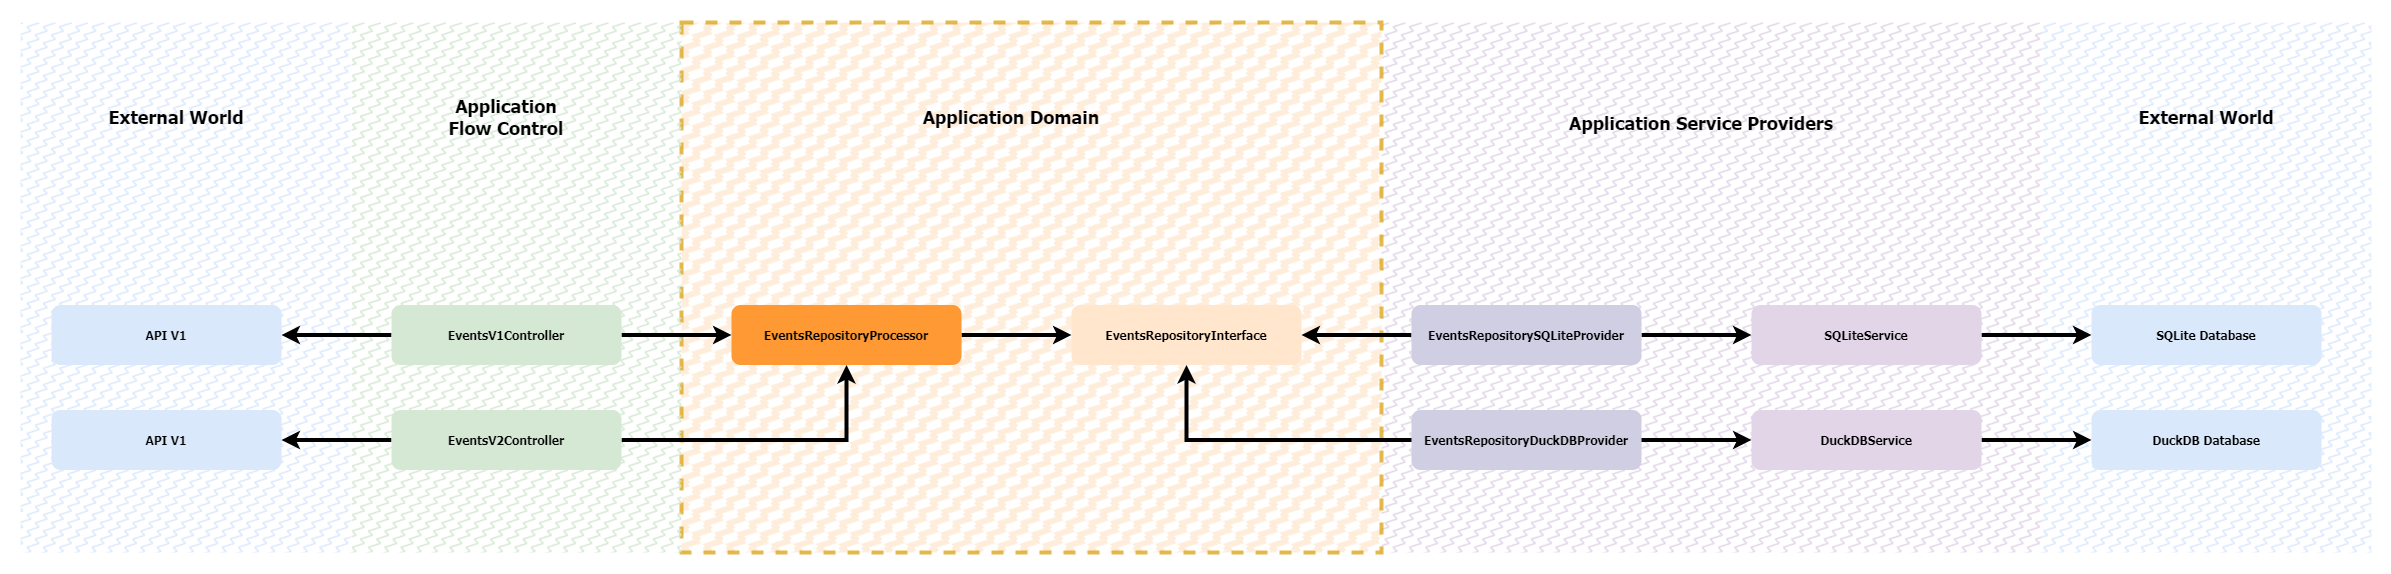 External World
Application
Flow Control
Application Domain
Application Service Providers
External World
API V1
EventsV1Controller
EventsRepositoryProcessor
EventsRepositoryInterface
EventsRepositorySQLiteProvider
SQLiteService
SQLite Database
API V1
EventsV2Controller
EventsRepositoryDuckDBProvider
DuckDBService
DuckDB Database